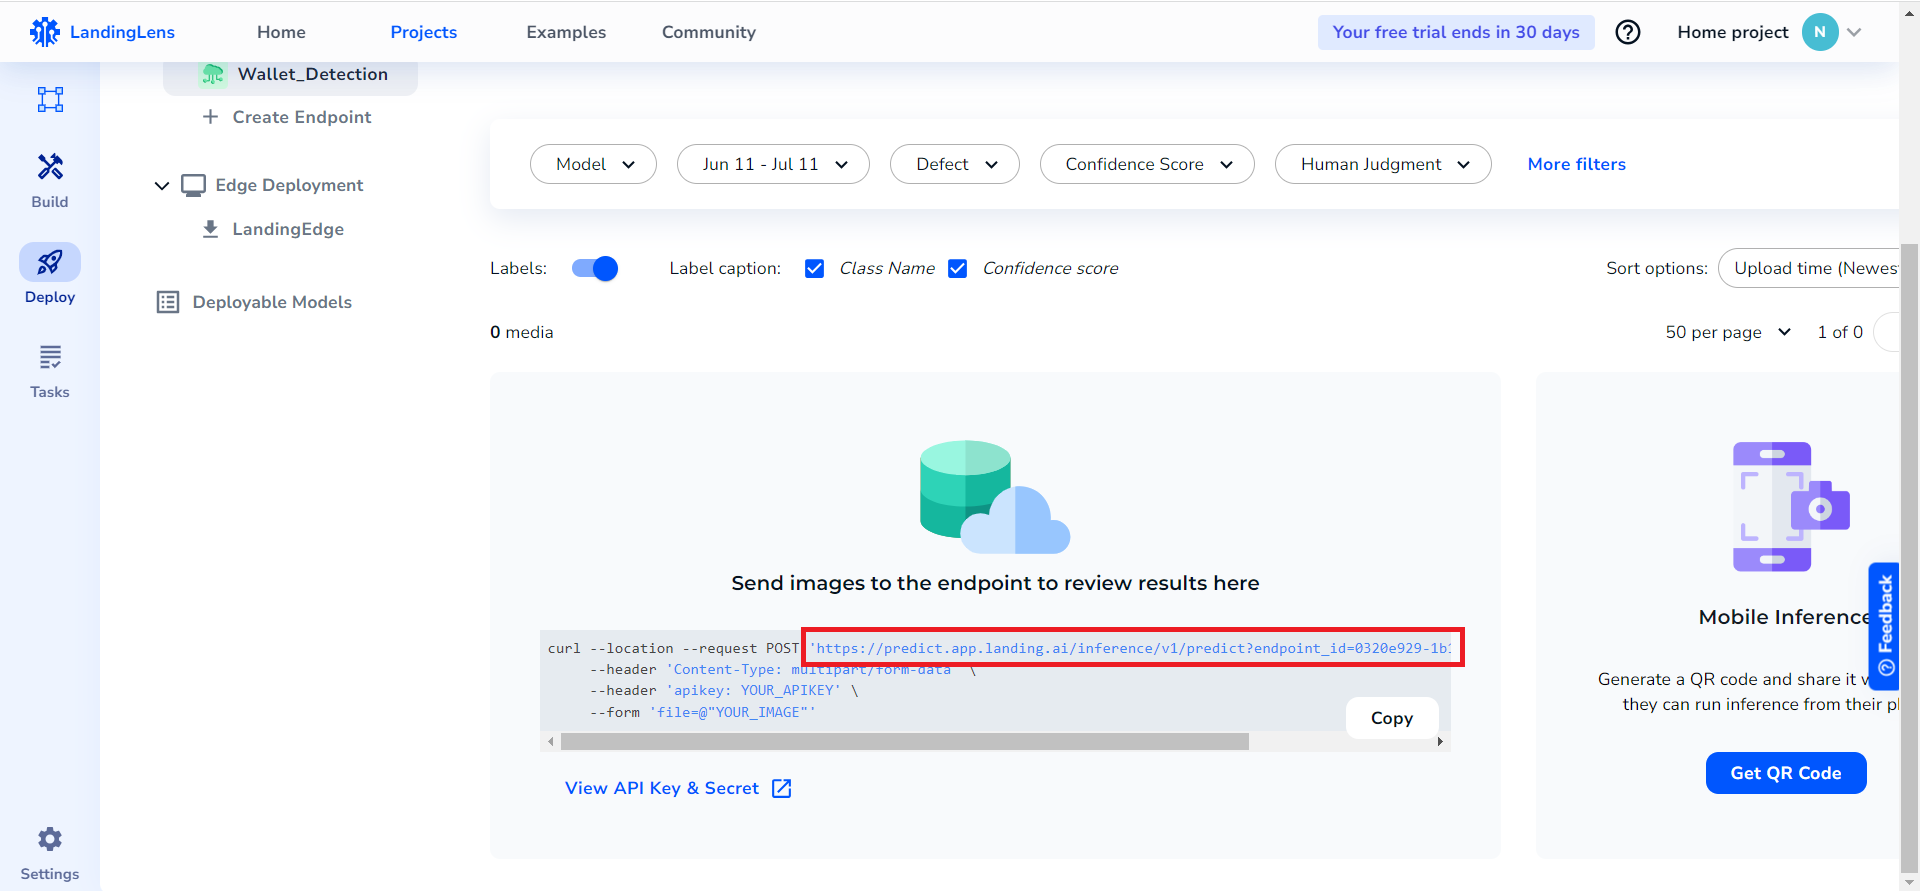 LandingLens
Home
Projects
Examples
Community
Your free trial ends in 30 days
Home project
N
Wallet_Detection
Create Endpoint
Edge Deployment
LandingEdge
Deployable Models
Build
Deploy
Tasks
Settings
Model
Jun 11 - Jul 11
Defect
Confidence Score
Human Judgment
More filters
Labels:
Label caption:
Class Name
Confidence score
Sort options:
Upload time (Newes
0 media
50 per page
1 of 0
Send images to the endpoint to review results here
curl --location --request POST 'https://predict.app.landing.ai/inference/v1/predict?endpoint_id=0320e929-1b1
--header 'Content-Type: multipart/form-data' \
--header 'apikey: YOUR_APIKEY' \
--form 'file=@"YOUR_IMAGE"'
Copy
View API Key & Secret
Mobile Inference
Generate a QR code and share it w
they can run inference from their pl
Get QR Code
Feedback